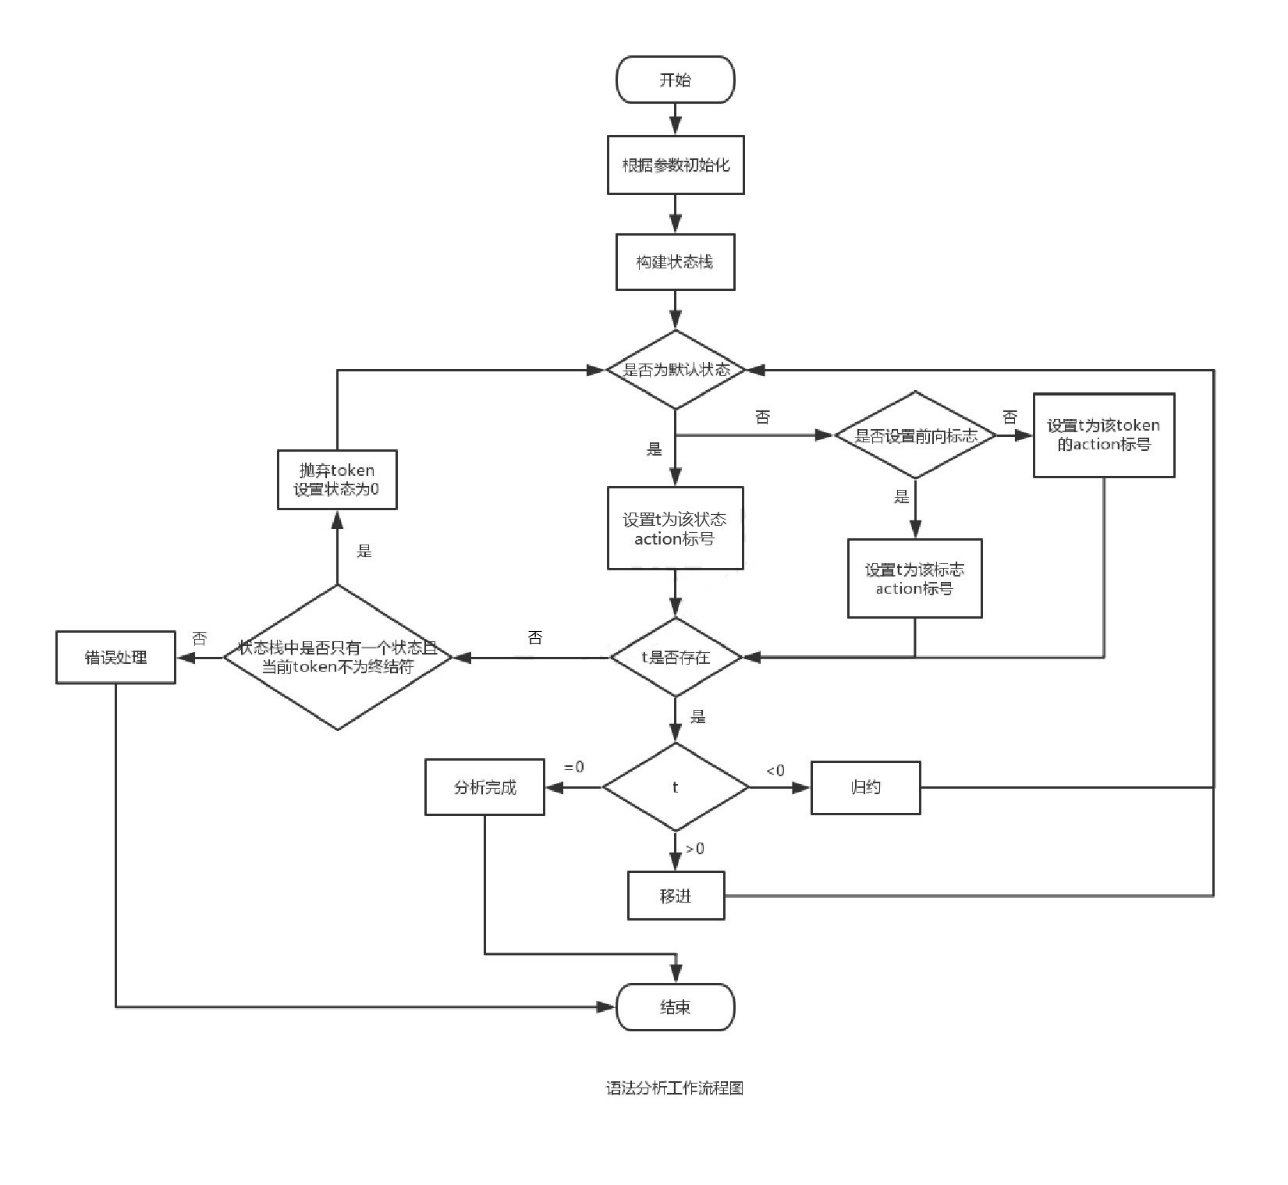 开始
根据参数初始化
构建状态栈
是否为默认状态
否
是否设置前向标志
否
设置t为该token
的action标号
是
抛弃token
设置状态为0
设置t为该状态
action标号
是
设置t为该标志
action标号
是
错误处理
否
状态栈中是否只有一个状态且
当前token不为终结符
否
t是否存在
是
分析完成
=0
t
<0
归约
>0
移进
结束
语法分析工作流程图